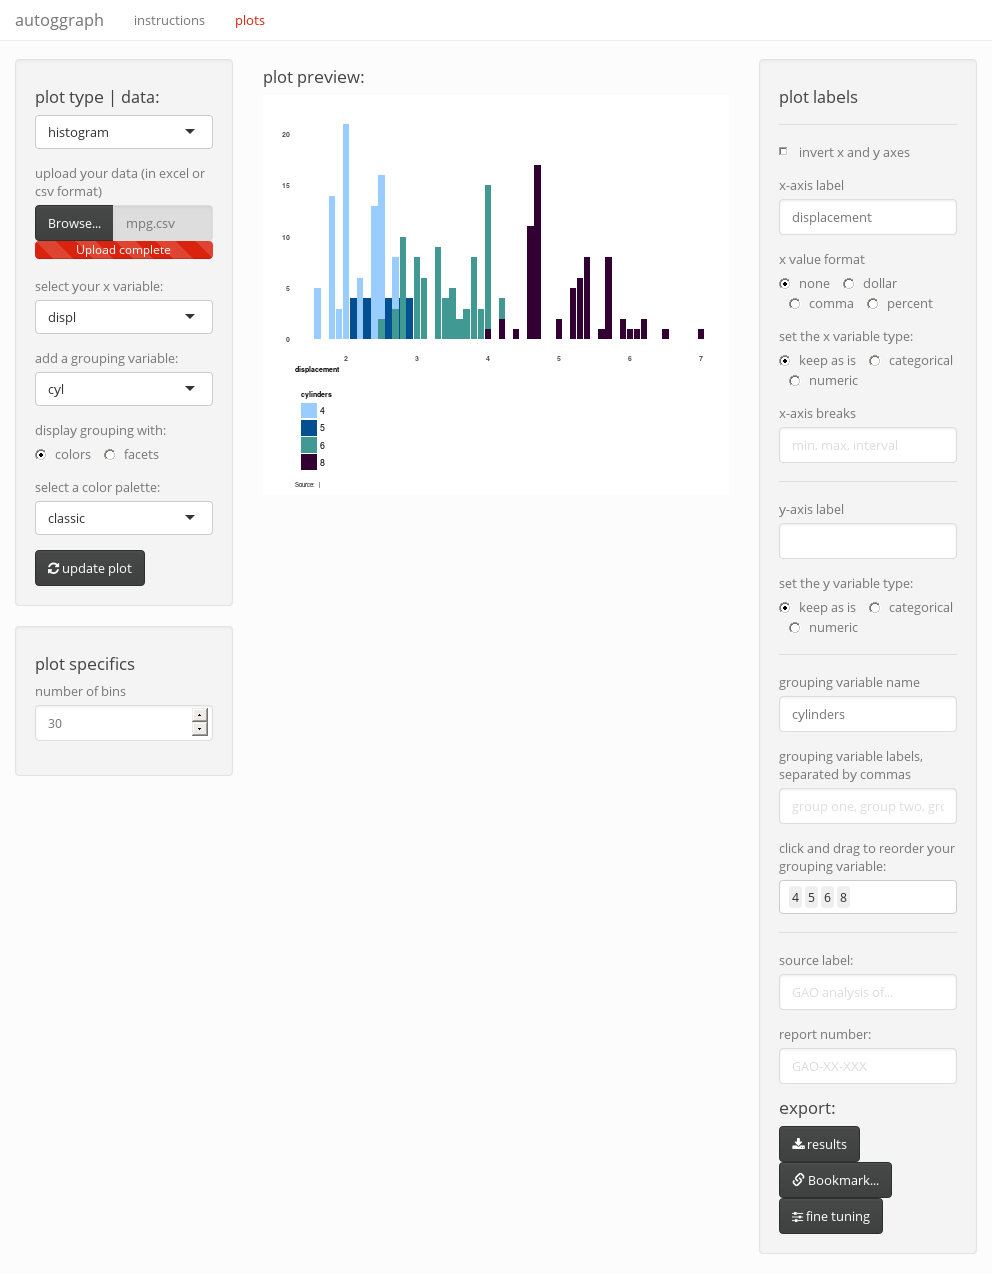 autoggraph instructions plots
plot type | data:
histogram
upload your data (in excel or
csv format)
Browse... mpg.csv
Upload complete
select your x variable:
displ
add a grouping variable:
cyl
display grouping with:
colors facets
select a color palette:
classic
update plot
plot specifics
number of bins
30
plot preview:
20
15
10
5
0
2 3 4 5 6 7
displacement
cylinders
4
5
6
8
Source: |
plot labels
invert x and y axes
x-axis label
displacement
x value format
none dollar
comma percent
set the x variable type:
keep as is categorical
numeric
x-axis breaks
min, max, interval
y-axis label
set the y variable type:
keep as is categorical
numeric
grouping variable name
cylinders
grouping variable labels,
separated by commas
group one, group two, gro
click and drag to reorder your
grouping variable:
4 5 6 8
source label:
GAO analysis of...
report number:
GAO-XX-XXX
export:
results
Bookmark...
fine tuning